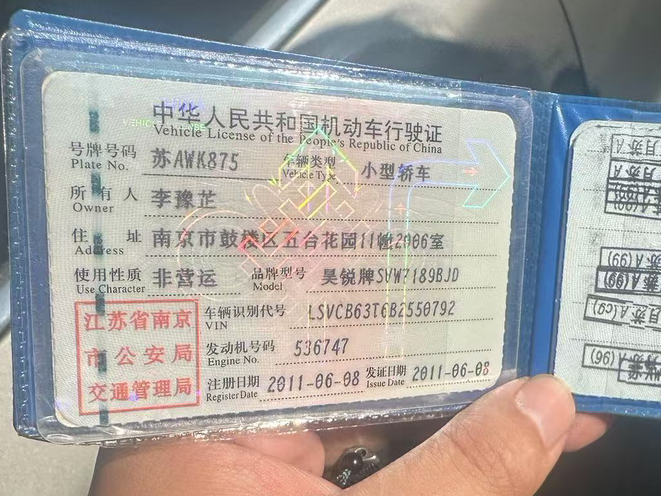 中华人民共和国机动车行驶证
Vehicle License of the People's Republic of China
号牌号码 苏AWK875 车辆类型 小型轿车
Plate No. Vehicle Type
所有人 李豫芷
Owner
住址 南京市鼓楼区五台花园11幢2006室
Address
使用性质 非营运 品牌型号 昊锐牌SVW7189BJD
Use Character Model
江苏省南京
市公安局
交通管理局
车辆识别代号 LSVCB63T6B2550792
VIN
发动机号码 536747
Engine No.
注册日期 2011-06-08 发证日期 2011-06-08
Register Date Issue Date